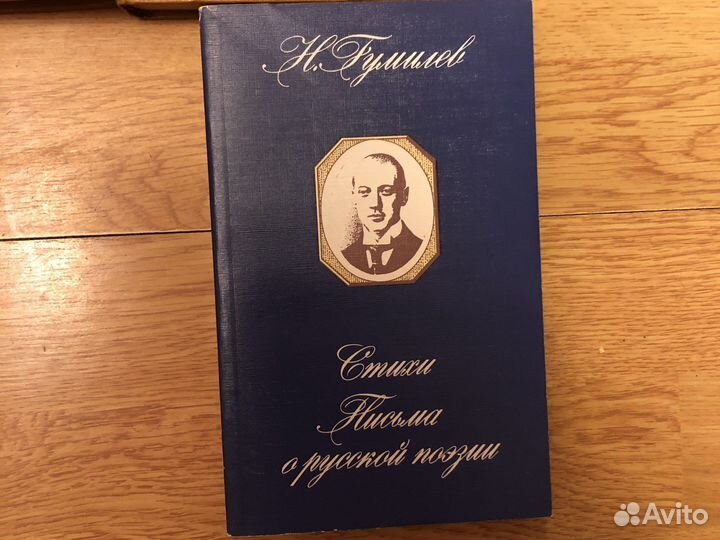 Н. Гумилев
Стихи
Письма
о русской поэзии
Avito